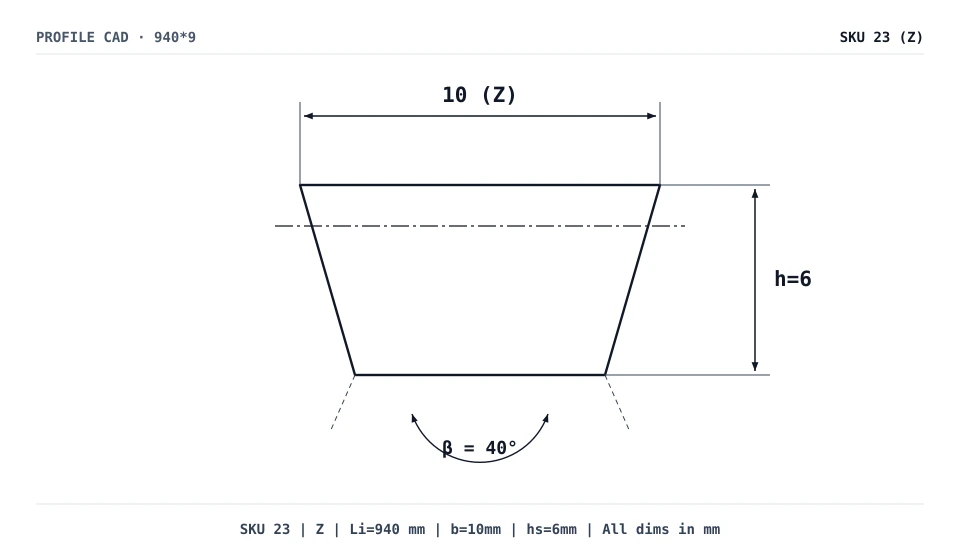 PROFILE CAD · 940*9
SKU 23 (Z)
10 (Z)
h=6
β = 40°
SKU 23 | Z | Li=940 mm | b=10mm | hs=6mm | All dims in mm